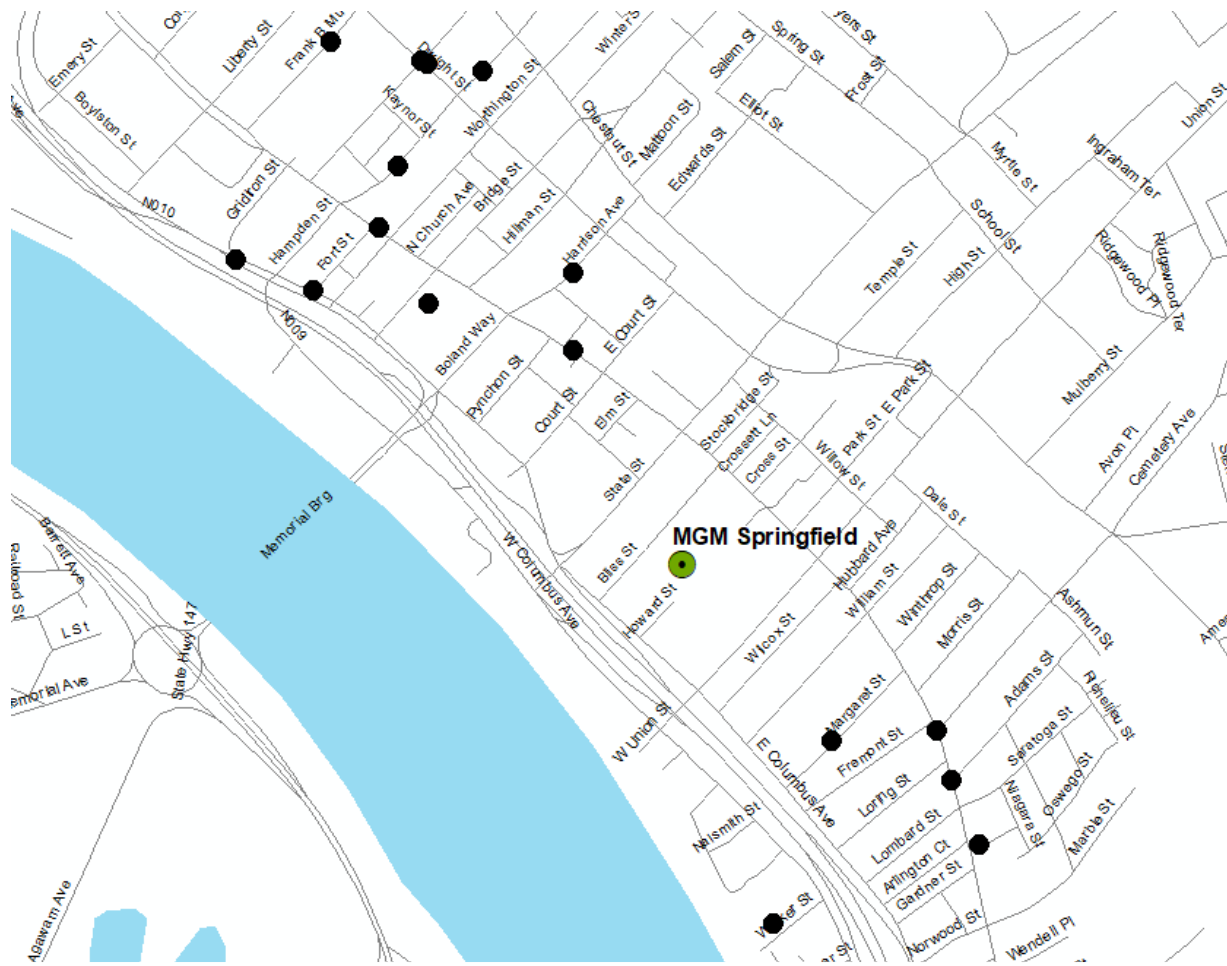 Emery St
Liberty St
Frank B
Dwight St
Winter S
Salem St
Spring St
Frost St
Boylston St
Kaynor St
Worthington St
Chestnut St
Mattoon St
Edwards St
Elliot St
Myrtle St
Ingraham Ter
Union St
N010
Gridiron St
Hampden St
Fort St
N Church Ave
Bridge St
Hillman St
Harrison Ave
Temple St
High St
School St
Ridgewood Pl
Ridgewood Ter
N009
Boland Way
Pynchon St
E Court St
Court St
Elm St
Mulberry St
Stockbridge St
Crossett Ln
Cross St
Willow St
Park St
E Park St
Avon Pl
Cemetery Ave
State St
Memorial Brg
Dale St
MGM Springfield
Bliss St
Howard St
W Columbus Ave
Hubbard Ave
William St
Winthrop St
Morris St
Ashmun St
Wilcox St
Barrett Ave
Railroad St
L St
State Hwy 147
emorial Ave
Margaret St
Fremont St
Adams St
Richelieu St
Saratoga St
W Union St
E Columbus Ave
Loring St
Lombard St
Niagara St
Oswego St
Marble St
Naismith St
Arlington Ct
Gardner St
Norwood St
Wendell Pl
Agawam Ave